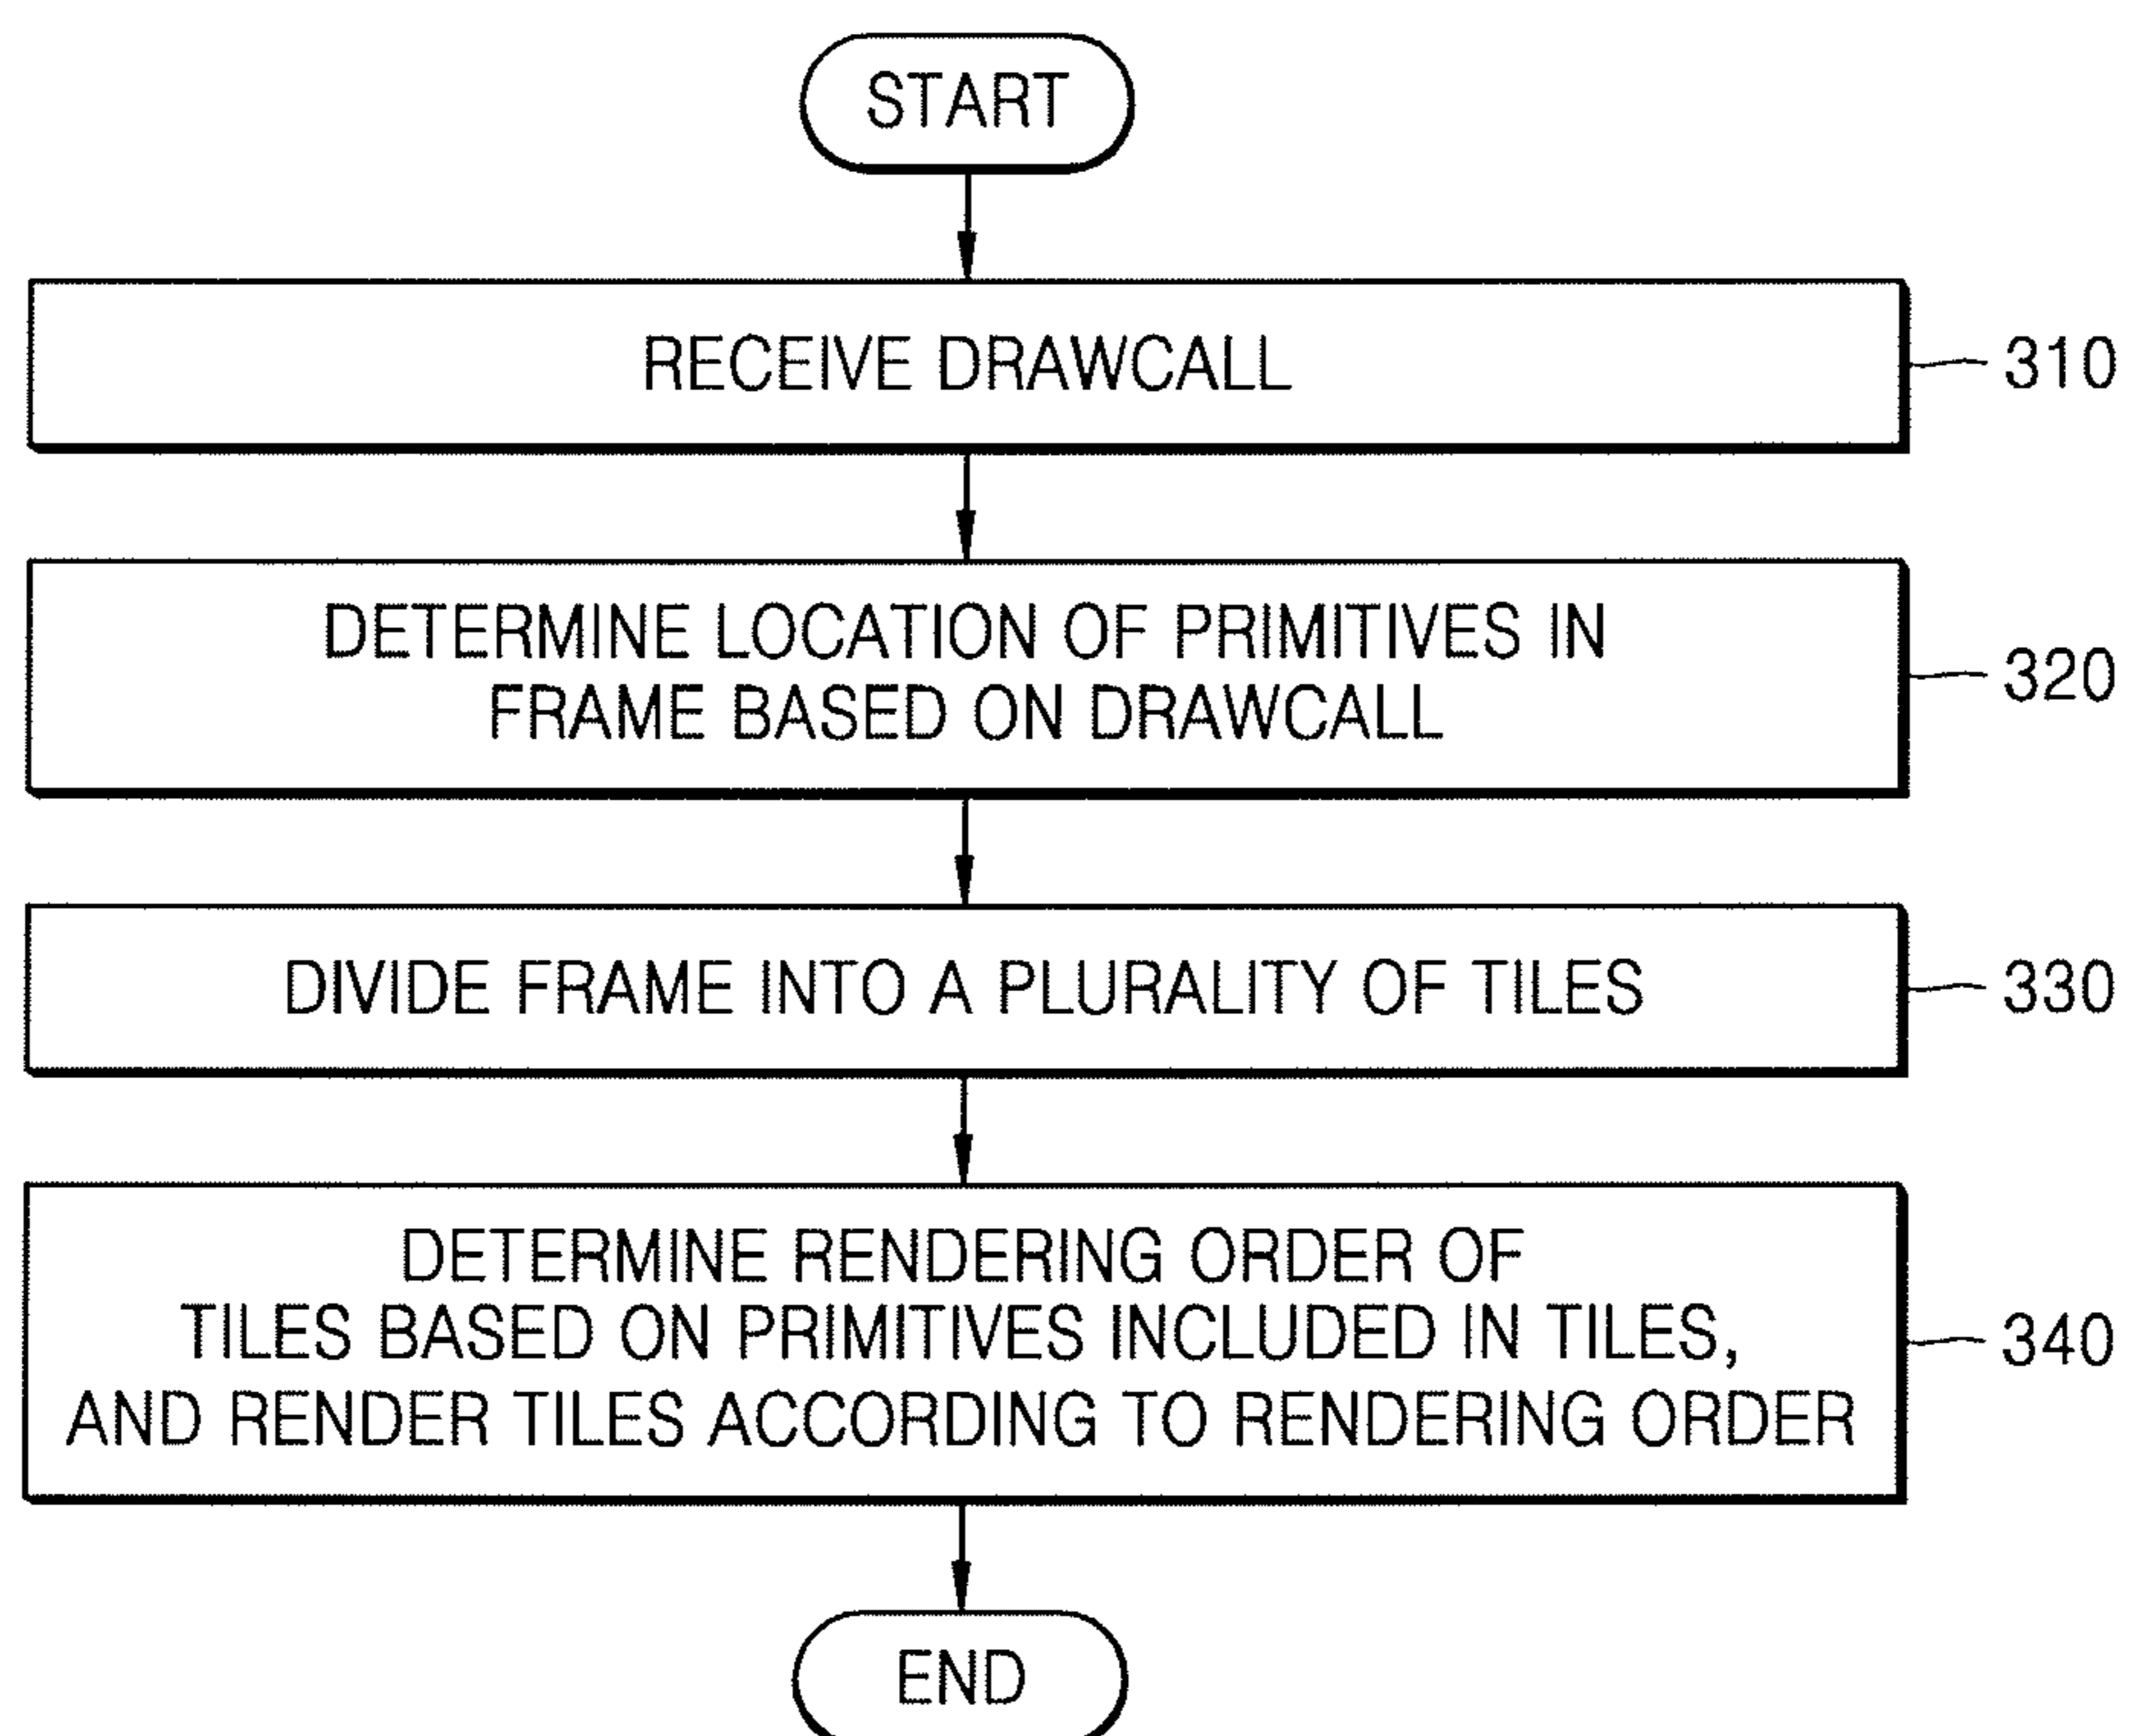 START
RECEIVE DRAWCALL
310
DETERMINE LOCATION OF PRIMITIVES IN
FRAME BASED ON DRAWCALL
320
DIVIDE FRAME INTO A PLURALITY OF TILES
330
DETERMINE RENDERING ORDER OF
TILES BASED ON PRIMITIVES INCLUDED IN TILES,
AND RENDER TILES ACCORDING TO RENDERING ORDER
340
END